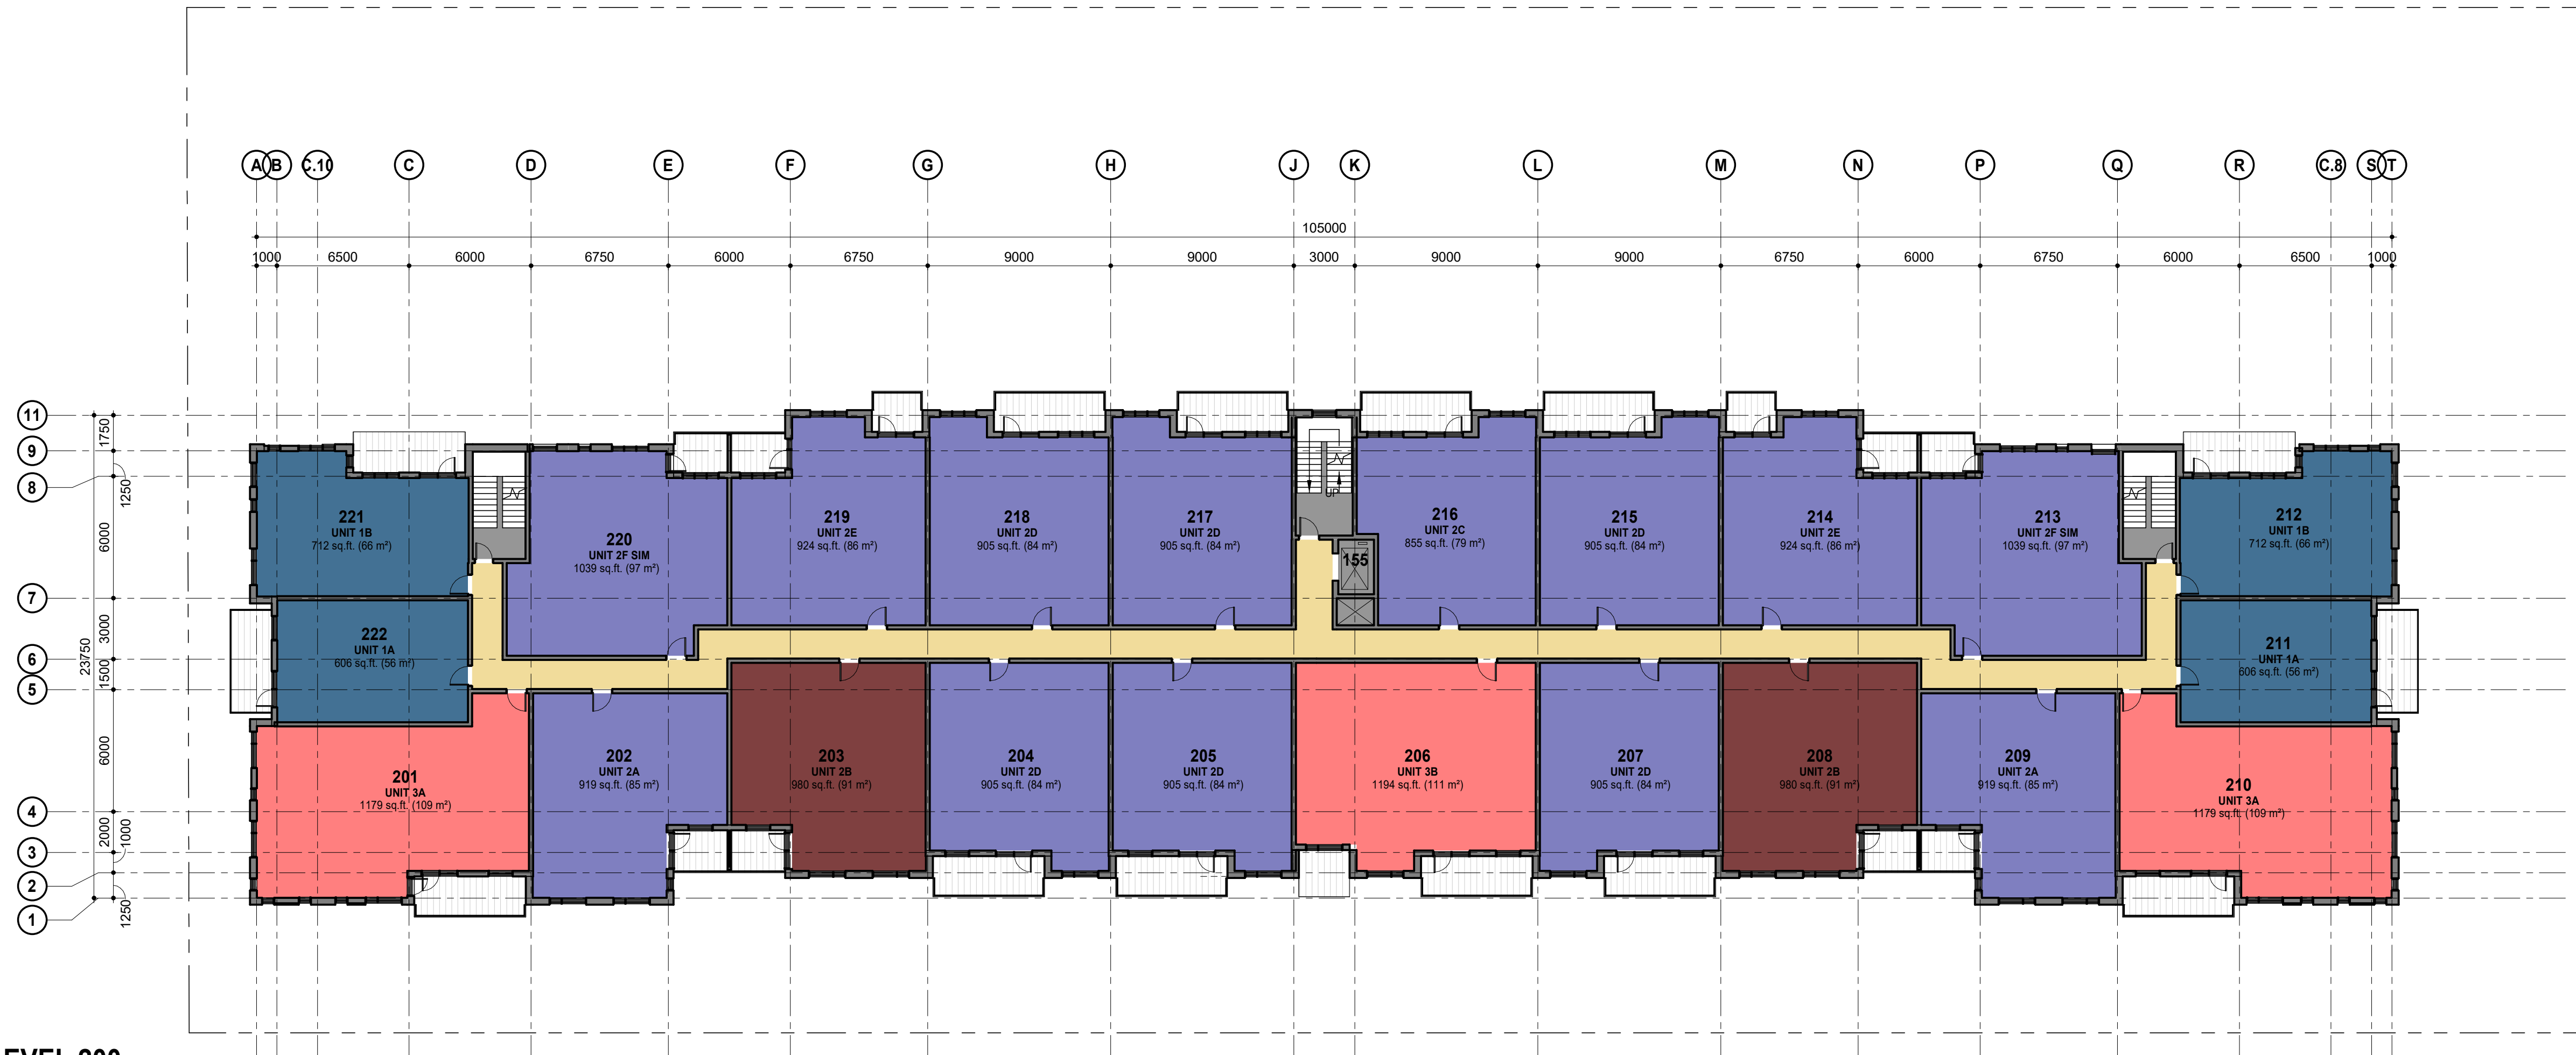 A B C.10 C D E F G H J K L M N P Q R C.8 S T
105000
1000 6500 6000 6750 6000 6750 9000 9000 3000 9000 9000 6750 6000 6750 6000 6500 1000
11
9
8
7
6
5
4
3
2
1
1750
1250
6000
3000
1500
6000
2000
1000
1250
23750
221
UNIT 1B
712 sq.ft. (66 m²)
220
UNIT 2F SIM
1039 sq.ft. (97 m²)
219
UNIT 2E
924 sq.ft. (86 m²)
218
UNIT 2D
905 sq.ft. (84 m²)
217
UNIT 2D
905 sq.ft. (84 m²)
UP
155
216
UNIT 2C
855 sq.ft. (79 m²)
215
UNIT 2D
905 sq.ft. (84 m²)
214
UNIT 2E
924 sq.ft. (86 m²)
213
UNIT 2F SIM
1039 sq.ft. (97 m²)
212
UNIT 1B
712 sq.ft. (66 m²)
222
UNIT 1A
606 sq.ft. (56 m²)
211
UNIT 1A
606 sq.ft. (56 m²)
201
UNIT 3A
1179 sq.ft. (109 m²)
202
UNIT 2A
919 sq.ft. (85 m²)
203
UNIT 2B
980 sq.ft. (91 m²)
204
UNIT 2D
905 sq.ft. (84 m²)
205
UNIT 2D
905 sq.ft. (84 m²)
206
UNIT 3B
1194 sq.ft. (111 m²)
207
UNIT 2D
905 sq.ft. (84 m²)
208
UNIT 2B
980 sq.ft. (91 m²)
209
UNIT 2A
919 sq.ft. (85 m²)
210
UNIT 3A
1179 sq.ft. (109 m²)